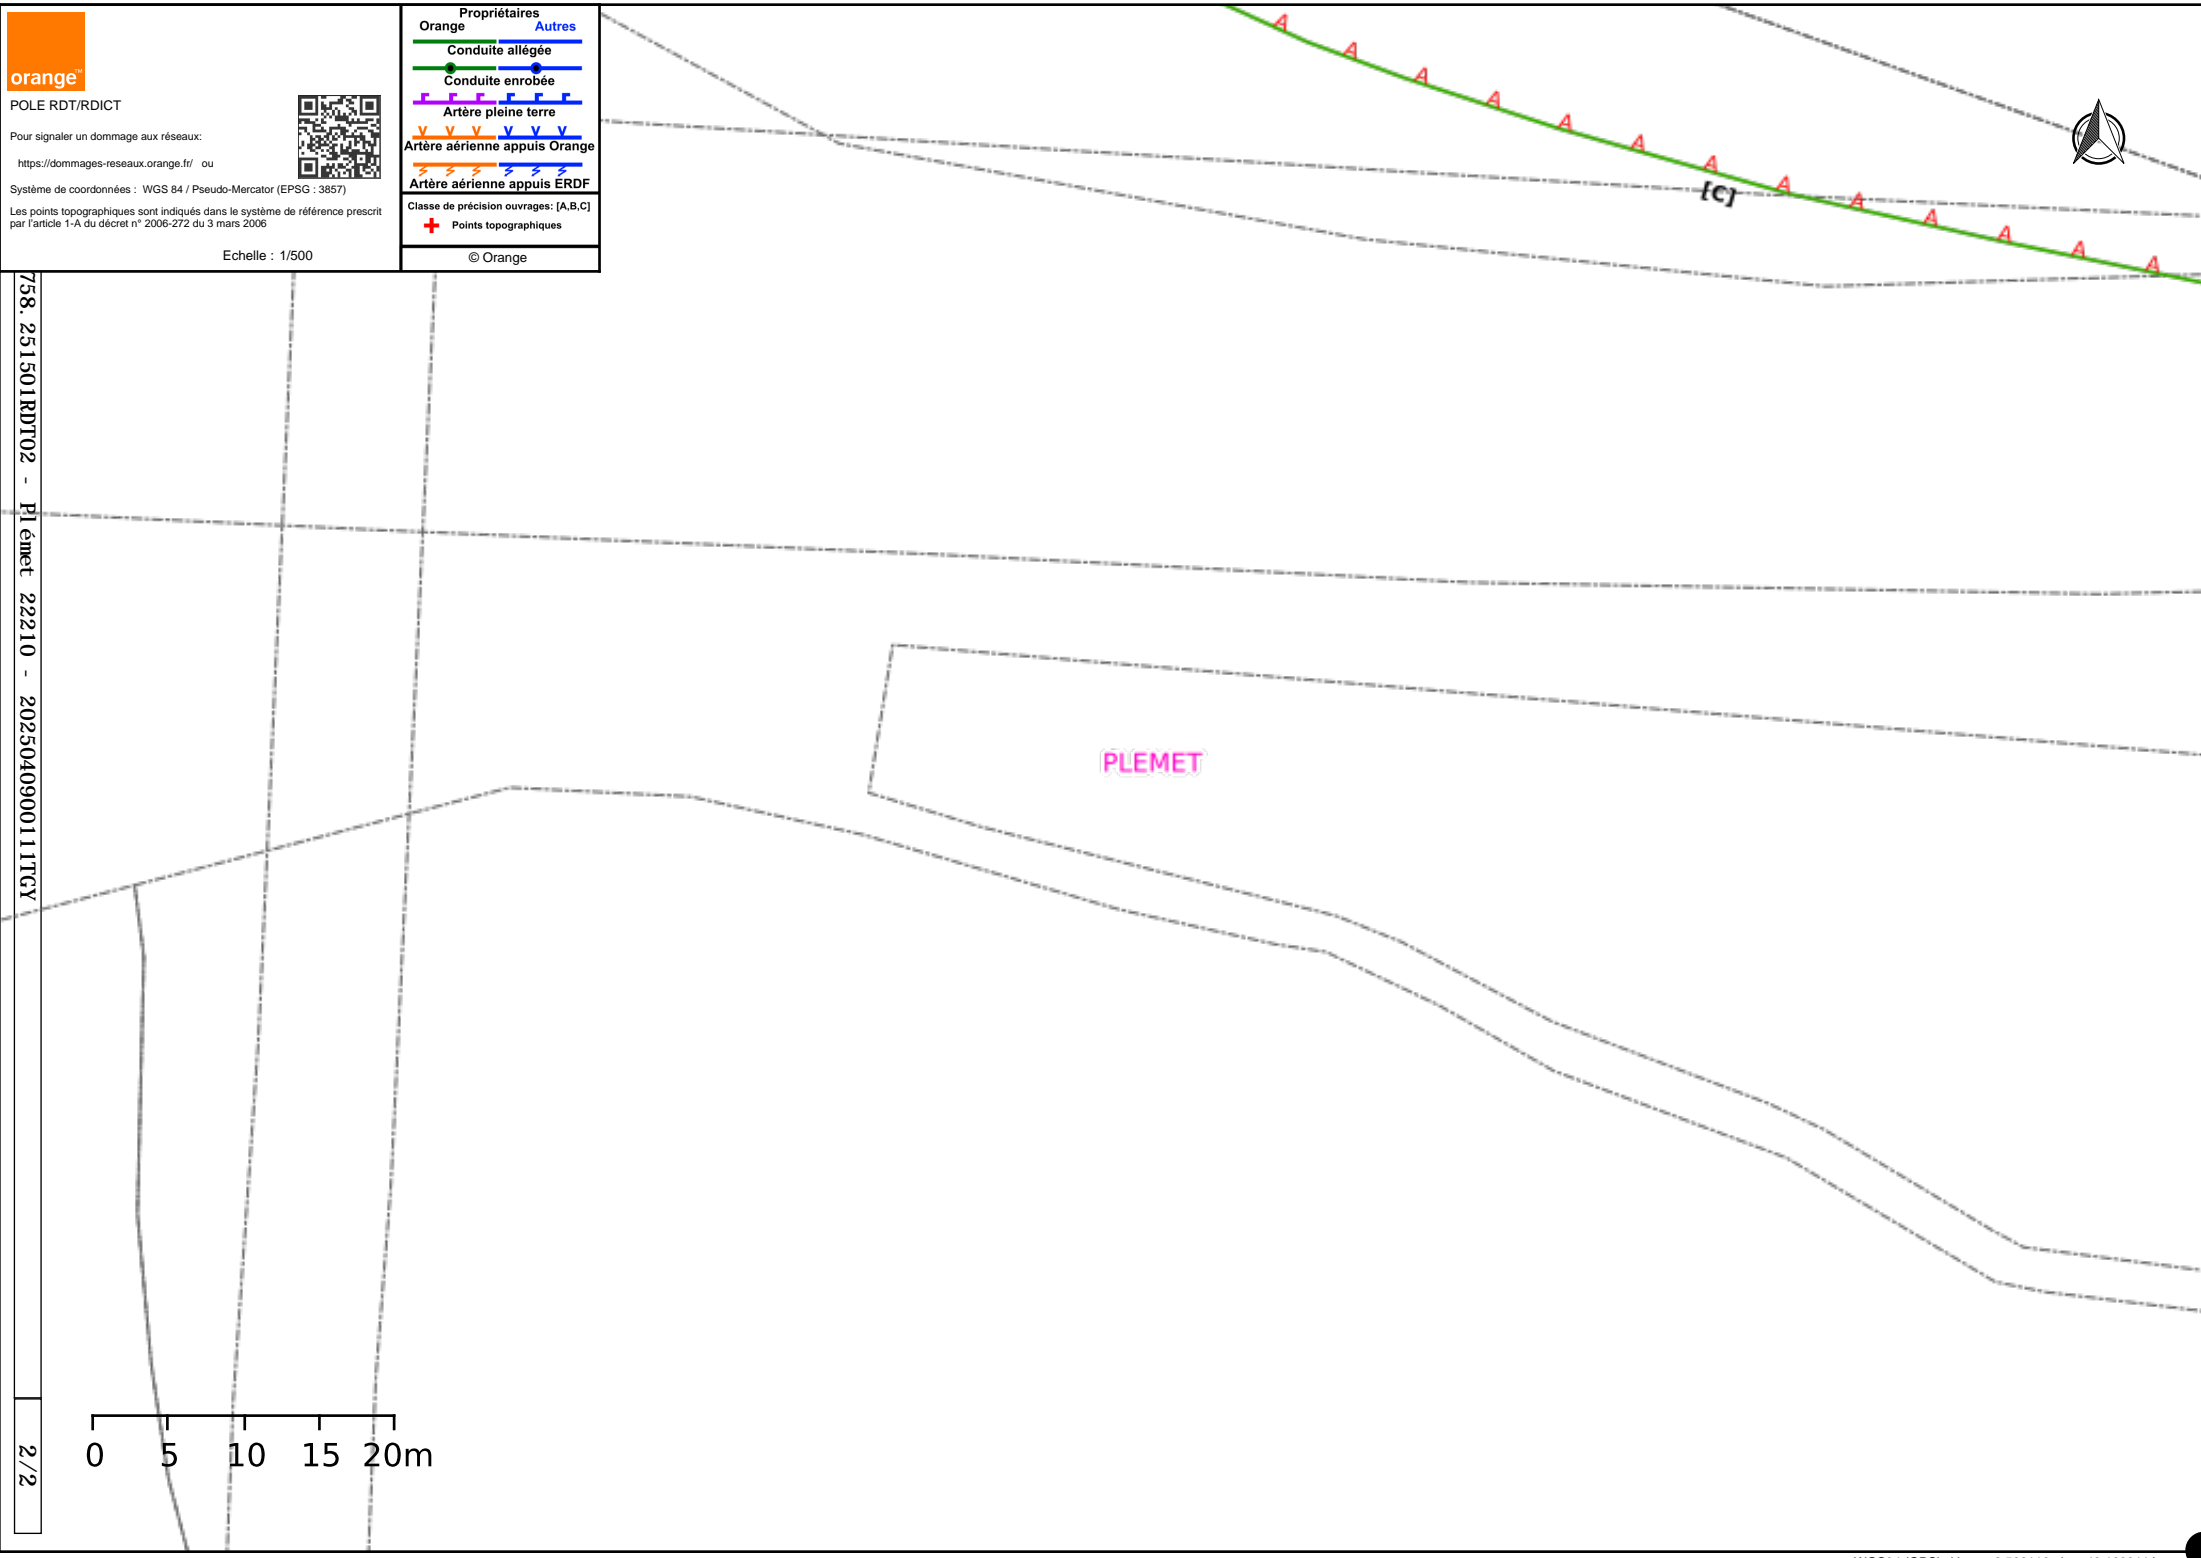 orange™
POLE RDT/RDICT
Pour signaler un dommage aux réseaux:
https://dommages-reseaux.orange.fr/ ou
Système de coordonnées : WGS 84 / Pseudo-Mercator (EPSG : 3857)
Les points topographiques sont indiqués dans le système de référence prescrit
par l'article 1-A du décret n° 2006-272 du 3 mars 2006
Echelle : 1/500
Propriétaires
Orange Autres
Conduite allégée
Conduite enrobée
Artère pleine terre
Artère aérienne appuis Orange
Artère aérienne appuis ERDF
Classe de précision ouvrages: [A,B,C]
Points topographiques
© Orange
A
A
A
A
A
A
A
A
A
A
A
A
A
[C]
758. 251501RDT02 - Plémet 22210 - 2025040900111TGY
PLEMET
0 5 10 15 20m
2/2